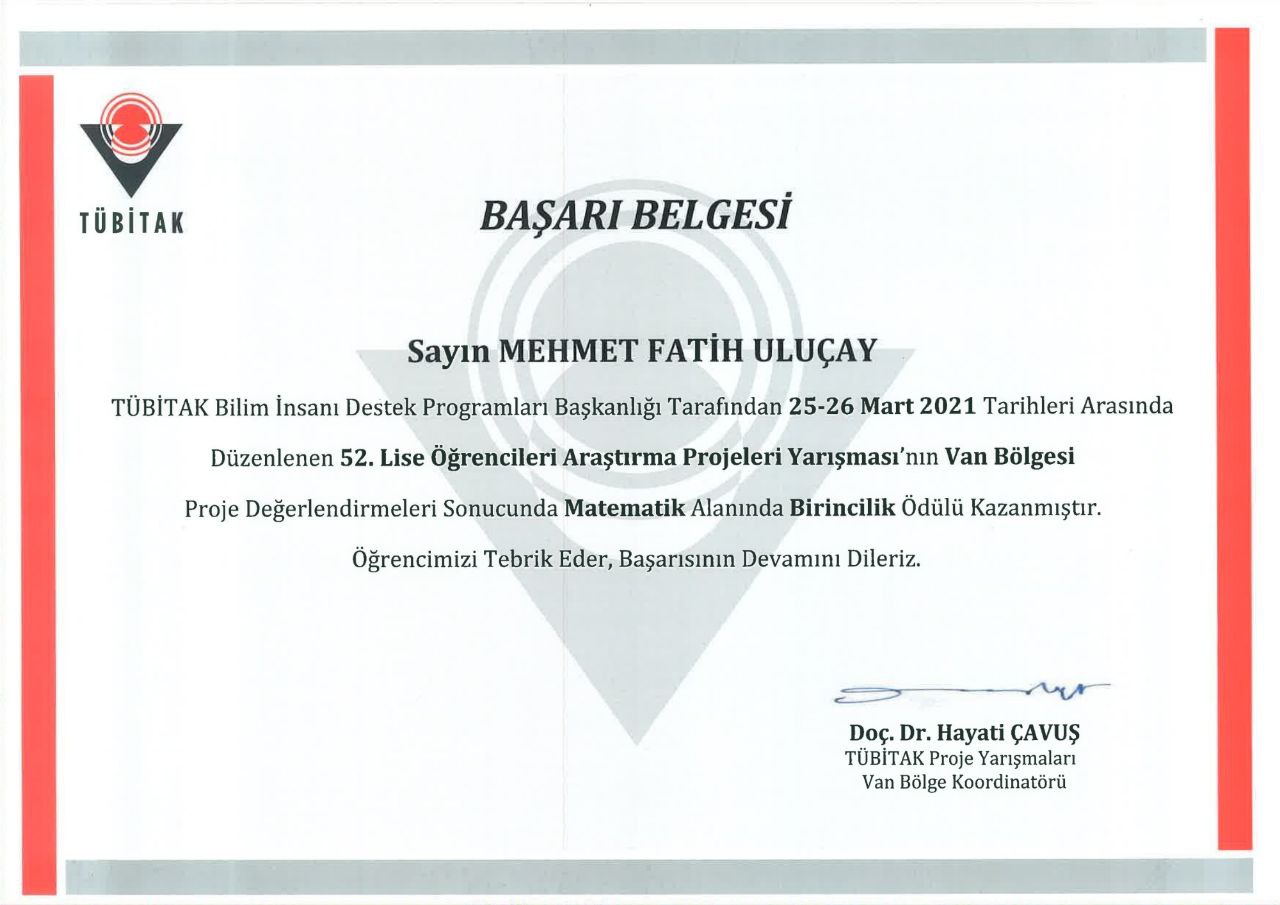 TÜBİTAK
BAŞARI BELGESİ
Sayın MEHMET FATİH ULUÇAY
TÜBİTAK Bilim İnsanı Destek Programları Başkanlığı Tarafından 25-26 Mart 2021 Tarihleri Arasında
Düzenlenen 52. Lise Öğrencileri Araştırma Projeleri Yarışması’nın Van Bölgesi
Proje Değerlendirmeleri Sonucunda Matematik Alanında Birincilik Ödülü Kazanmıştır.
Öğrencimizi Tebrik Eder, Başarısının Devamını Dileriz.
Doç. Dr. Hayati ÇAVUŞ
TÜBİTAK Proje Yarışmaları
Van Bölge Koordinatörü